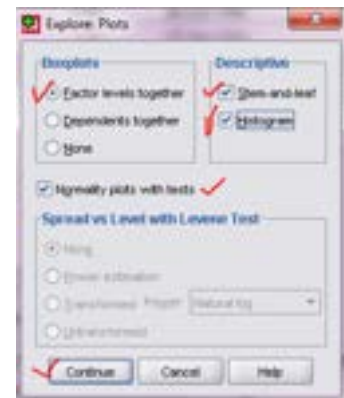 Explore: Plots
Boxplots
Factor levels together
Dependents together
None
Descriptive
Stem-and-leaf
Histogram
Normality plots with tests
Spread vs Level with Levene Test
None
Power estimation
Transformed Power: Natural log
Untransformed
Continue Cancel Help